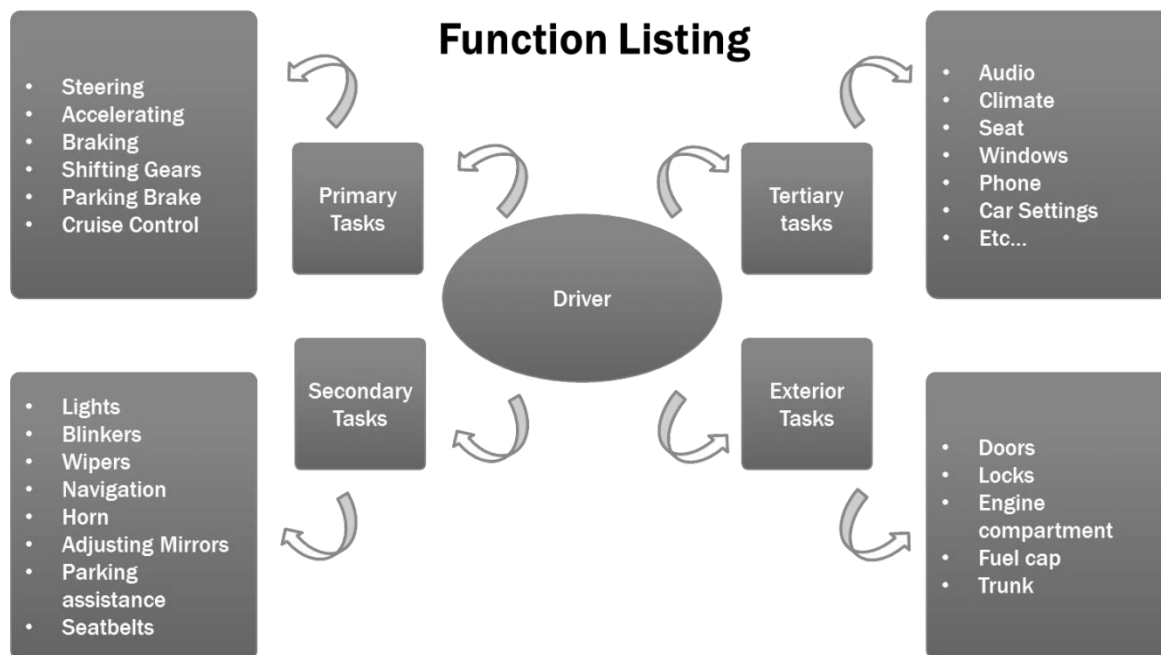 Function Listing
• Steering
• Accelerating
• Braking
• Shifting Gears
• Parking Brake
• Cruise Control
Primary
Tasks
Tertiary
tasks
• Audio
• Climate
• Seat
• Windows
• Phone
• Car Settings
• Etc...
Driver
• Lights
• Blinkers
• Wipers
• Navigation
• Horn
• Adjusting Mirrors
• Parking
assistance
• Seatbelts
Secondary
Tasks
Exterior
Tasks
• Doors
• Locks
• Engine
compartment
• Fuel cap
• Trunk